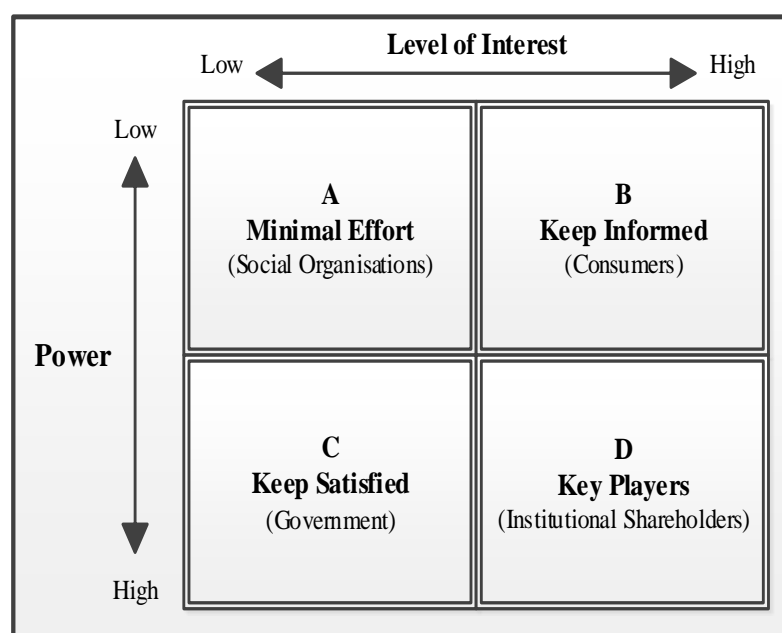 Level of Interest
Low
High
Low
A
Minimal Effort
(Social Organisations)
B
Keep Informed
(Consumers)
Power
C
Keep Satisfied
(Government)
D
Key Players
(Institutional Shareholders)
High